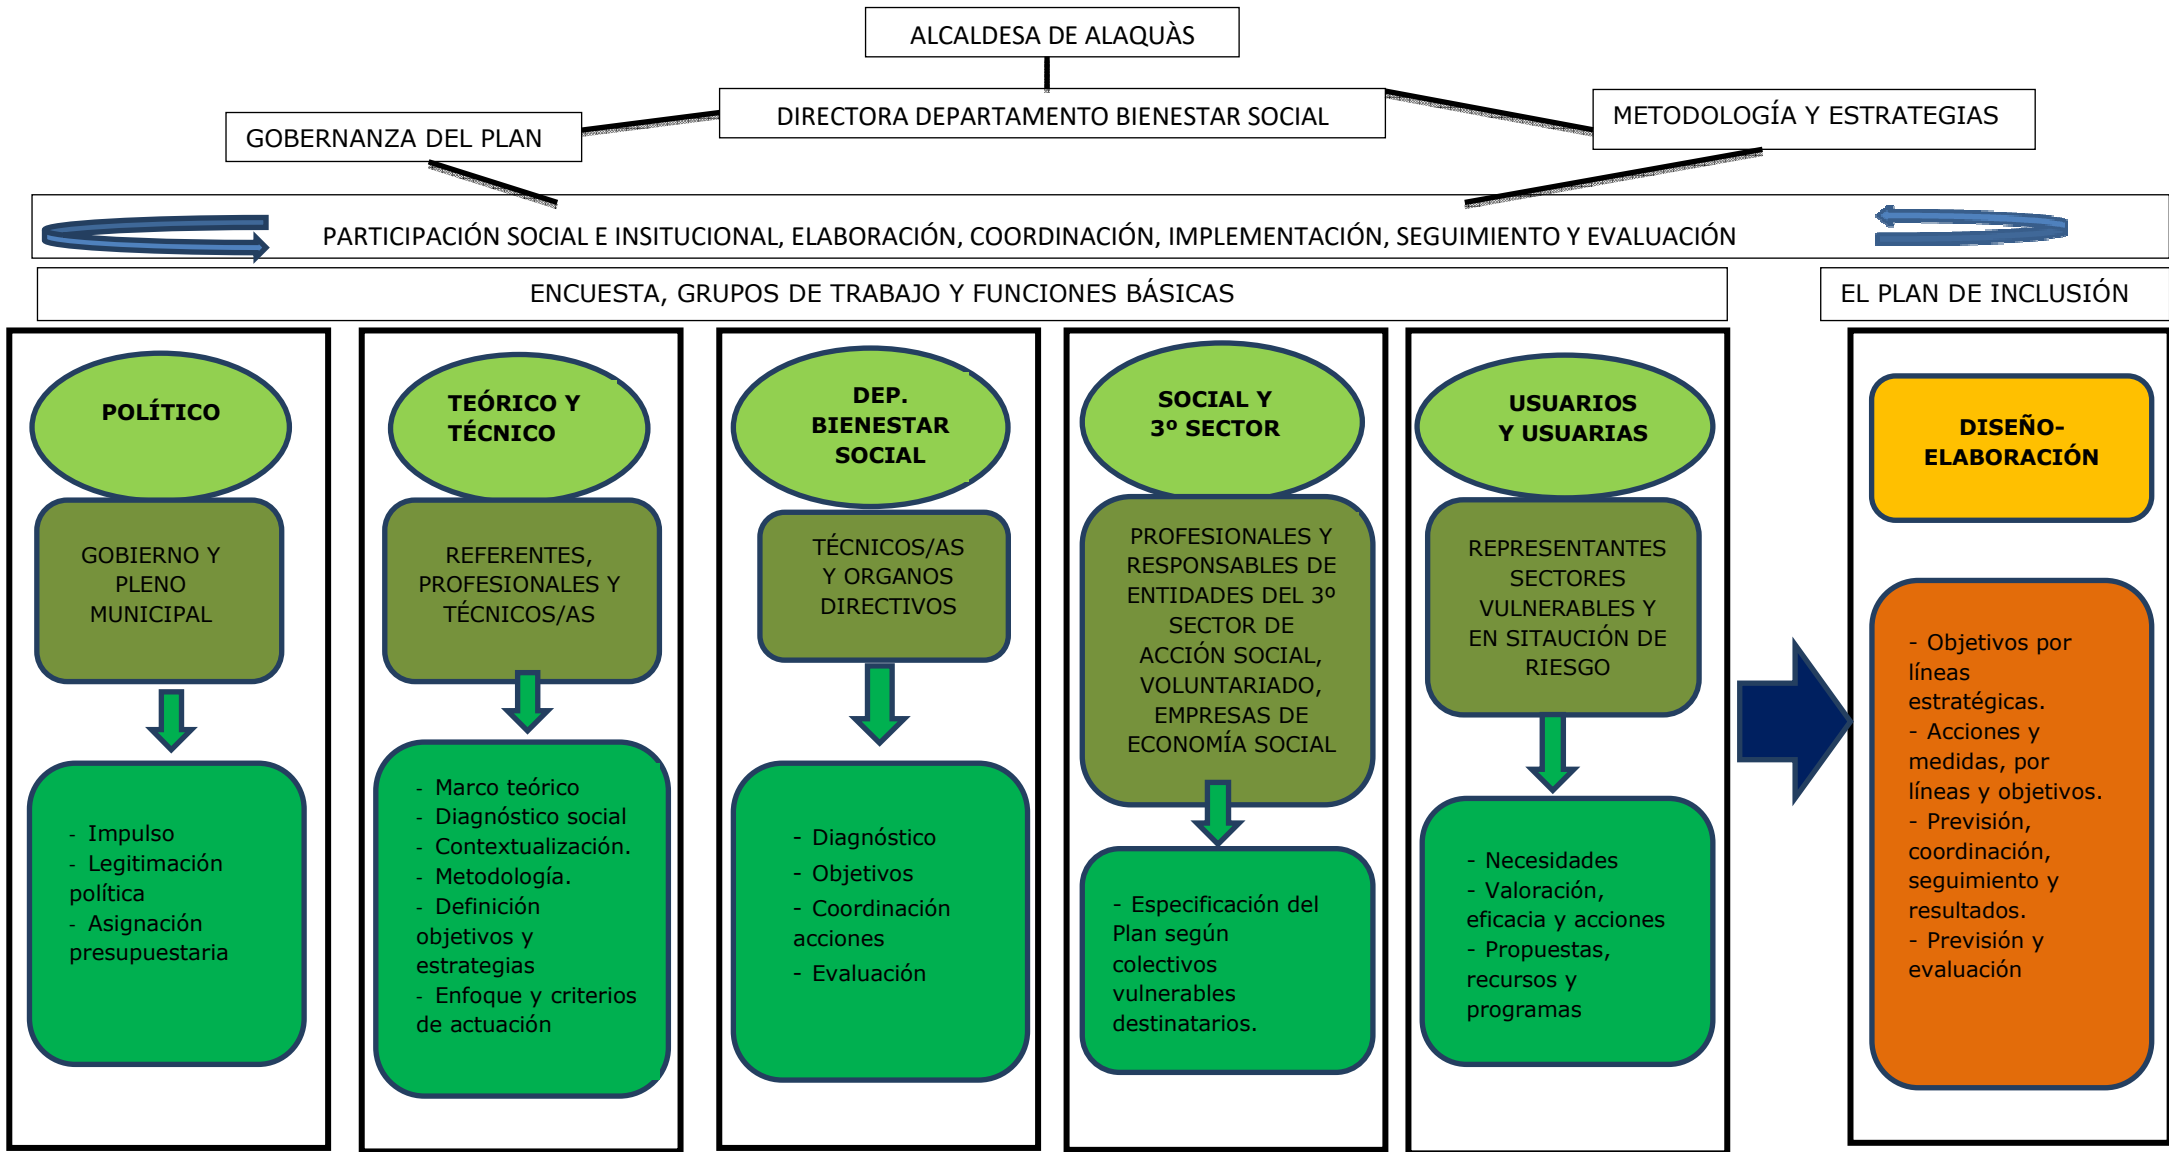 ALCALDESA DE ALAQUÀS
DIRECTORA DEPARTAMENTO BIENESTAR SOCIAL
GOBERNANZA DEL PLAN
METODOLOGÍA Y ESTRATEGIAS
PARTICIPACIÓN SOCIAL E INSITUCIONAL, ELABORACIÓN, COORDINACIÓN, IMPLEMENTACIÓN, SEGUIMIENTO Y EVALUACIÓN
ENCUESTA, GRUPOS DE TRABAJO Y FUNCIONES BÁSICAS
EL PLAN DE INCLUSIÓN
POLÍTICO
GOBIERNO Y
PLENO
MUNICIPAL
- Impulso
- Legitimación
política
- Asignación
presupuestaria
TEÓRICO Y
TÉCNICO
REFERENTES,
PROFESIONALES Y
TÉCNICOS/AS
- Marco teórico
- Diagnóstico social
- Contextualización.
- Metodología.
- Definición
objetivos y
estrategias
- Enfoque y criterios
de actuación
DEP.
BIENESTAR
SOCIAL
TÉCNICOS/AS
Y ORGANOS
DIRECTIVOS
- Diagnóstico
- Objetivos
- Coordinación
acciones
- Evaluación
SOCIAL Y
3º SECTOR
PROFESIONALES Y
RESPONSABLES DE
ENTIDADES DEL 3º
SECTOR DE
ACCIÓN SOCIAL,
VOLUNTARIADO,
EMPRESAS DE
ECONOMÍA SOCIAL
- Especificación del
Plan según
colectivos
vulnerables
destinatarios.
USUARIOS
Y USUARIAS
REPRESENTANTES
SECTORES
VULNERABLES Y
EN SITAUCIÓN DE
RIESGO
- Necesidades
- Valoración,
eficacia y acciones
- Propuestas,
recursos y
programas
DISEÑO-
ELABORACIÓN
- Objetivos por
líneas
estratégicas.
- Acciones y
medidas, por
líneas y objetivos.
- Previsión,
coordinación,
seguimiento y
resultados.
- Previsión y
evaluación